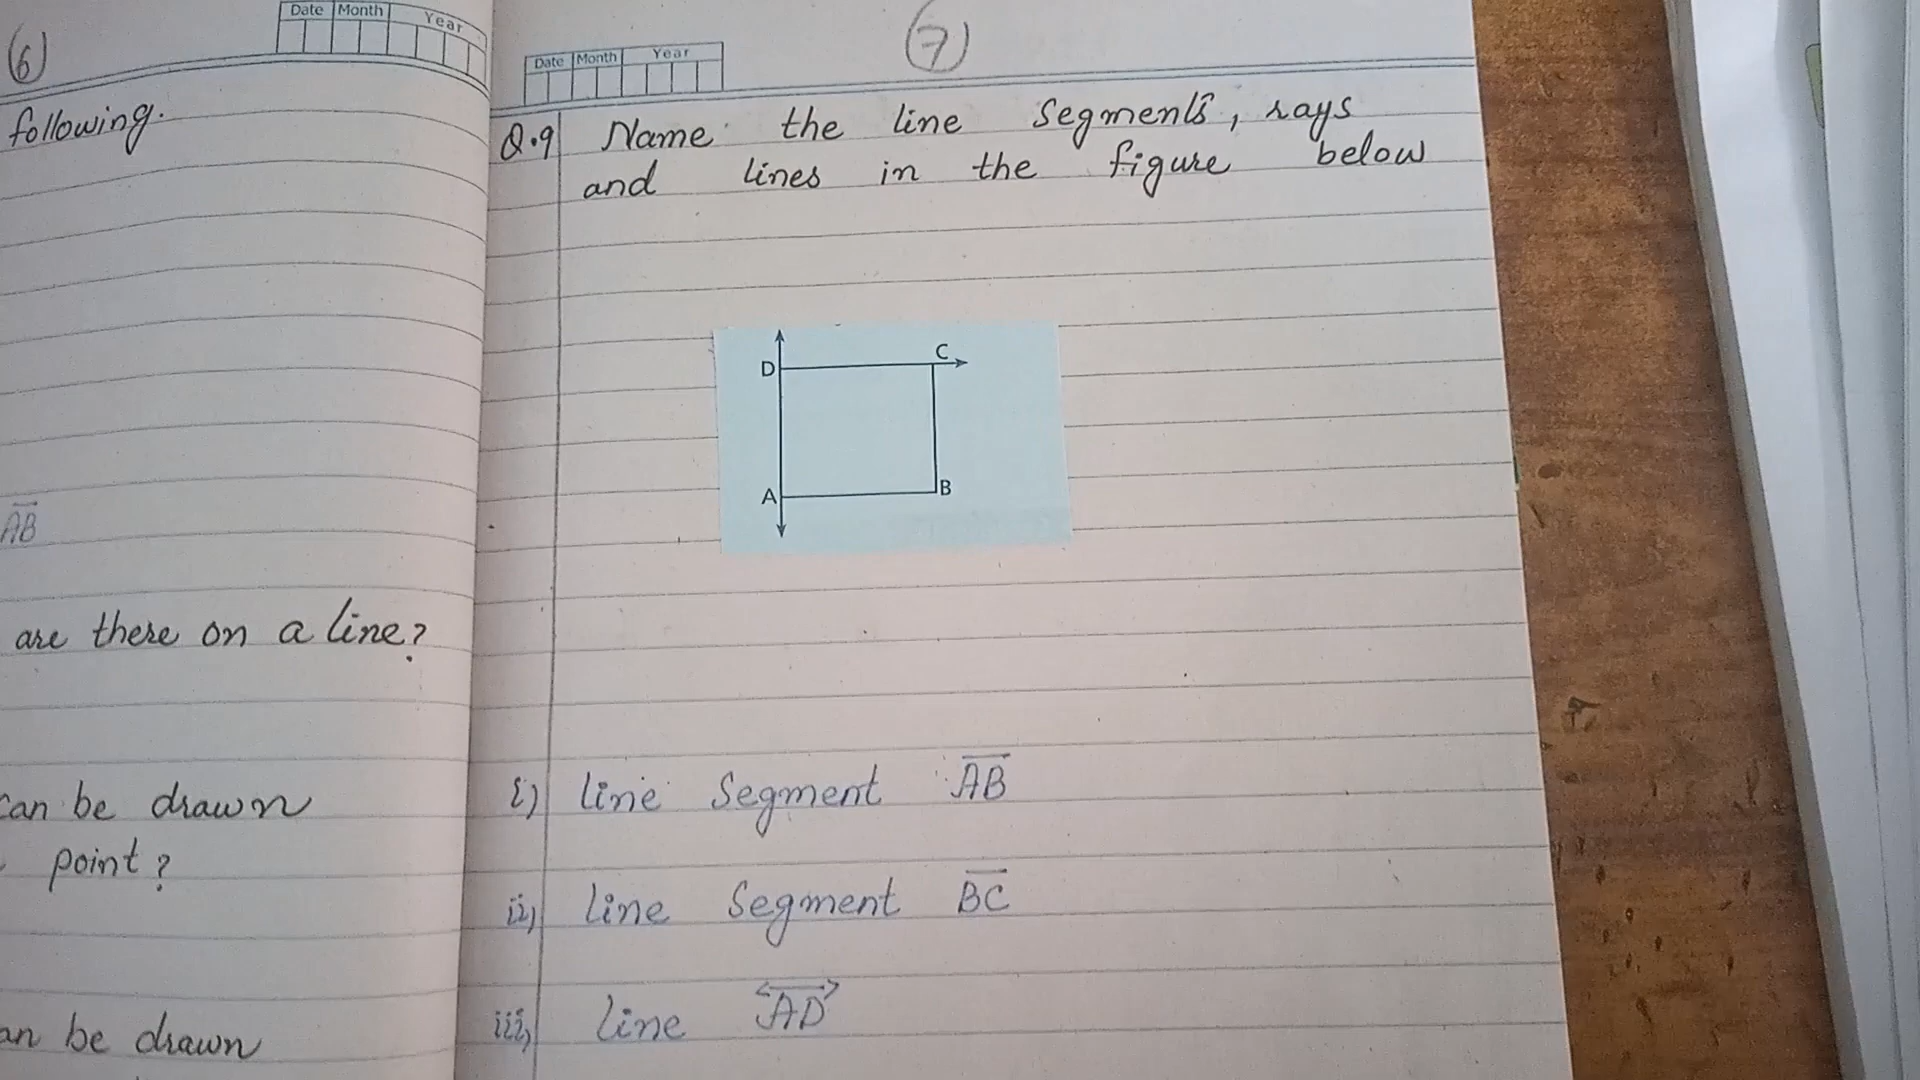 (6)
Date Month Year
following.
AB
are there on a line?
can be drawn
point?
an be drawn
(7)
Date Month Year
Q.9 Name the line segments, rays
and lines in the figure below
D C
A B
i) line segment AB
ii) line segment BC
iii) line AD